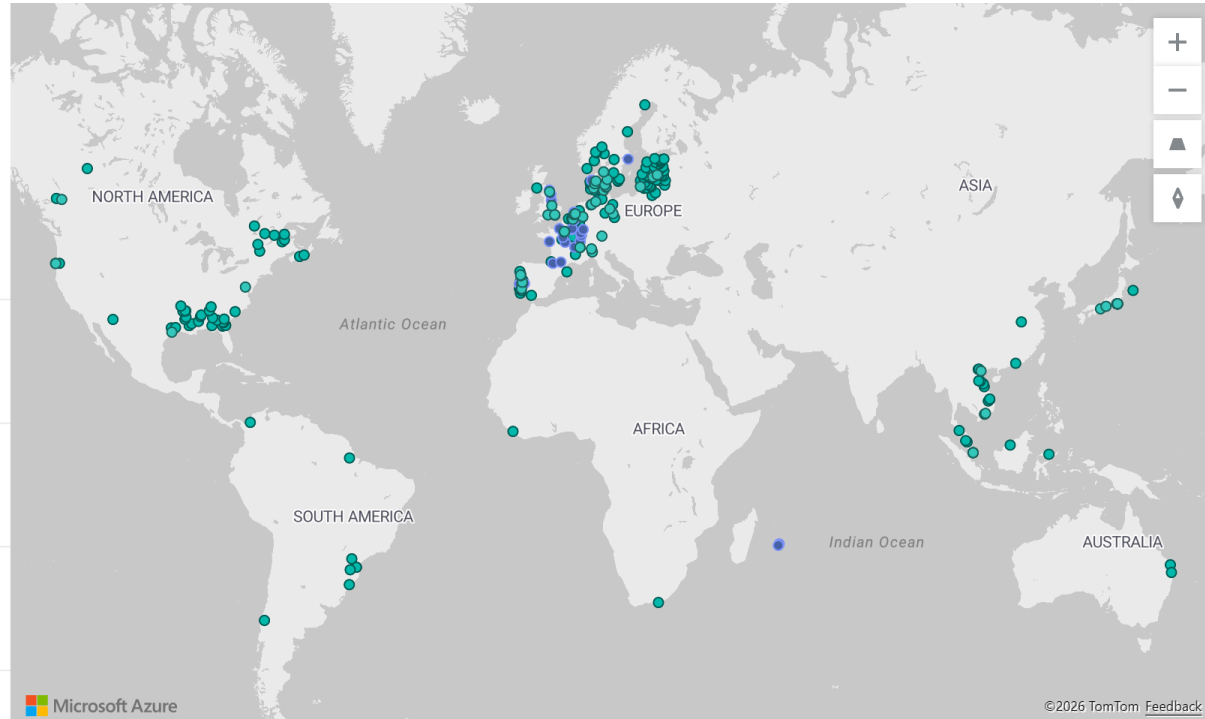 NORTH AMERICA
ASIA
EUROPE
Atlantic Ocean
AFRICA
SOUTH AMERICA
Indian Ocean
AUSTRALIA
Microsoft Azure
©2026 TomTom Feedback